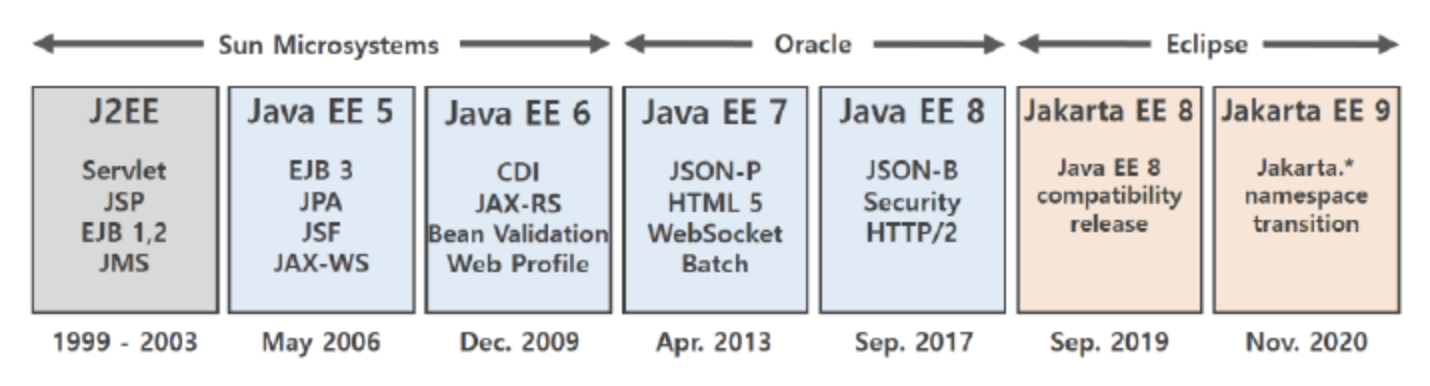 Sun Microsystems
Oracle
Eclipse
J2EE
Servlet
JSP
EJB 1,2
JMS
1999 - 2003
Java EE 5
EJB 3
JPA
JSF
JAX-WS
May 2006
Java EE 6
CDI
JAX-RS
Bean Validation
Web Profile
Dec. 2009
Java EE 7
JSON-P
HTML 5
WebSocket
Batch
Apr. 2013
Java EE 8
JSON-B
Security
HTTP/2
Sep. 2017
Jakarta EE 8
Java EE 8
compatibility
release
Sep. 2019
Jakarta EE 9
Jakarta.*
namespace
transition
Nov. 2020